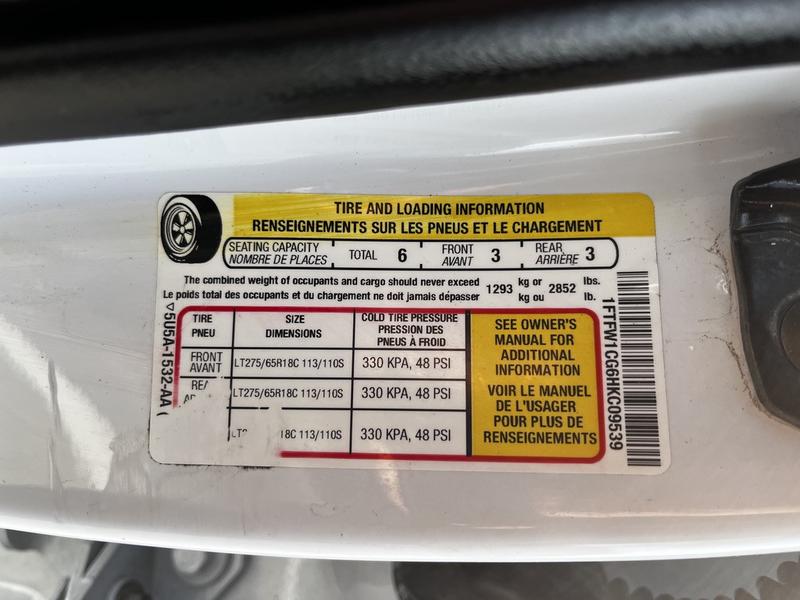 TIRE AND LOADING INFORMATION
RENSEIGNEMENTS SUR LES PNEUS ET LE CHARGEMENT
SEATING CAPACITY
NOMBRE DE PLACES
TOTAL 6
FRONT
AVANT 3
REAR
ARRIÈRE 3
The combined weight of occupants and cargo should never exceed
Le poids total des occupants et du chargement ne doit jamais dépasser
1293 kg or 2852 lbs.
kg ou lb.
TIRE
PNEU
SIZE
DIMENSIONS
COLD TIRE PRESSURE
PRESSION DES
PNEUS À FROID
FRONT
AVANT
LT275/65R18C 113/110S
330 KPA, 48 PSI
LT275/65R18C 113/110S
330 KPA, 48 PSI
18C 113/110S
330 KPA, 48 PSI
SEE OWNER'S
MANUAL FOR
ADDITIONAL
INFORMATION
VOIR LE MANUEL
DE L'USAGER
POUR PLUS DE
RENSEIGNEMENTS
5U5A-1532-AA
1FTFW1CG6HKC09539